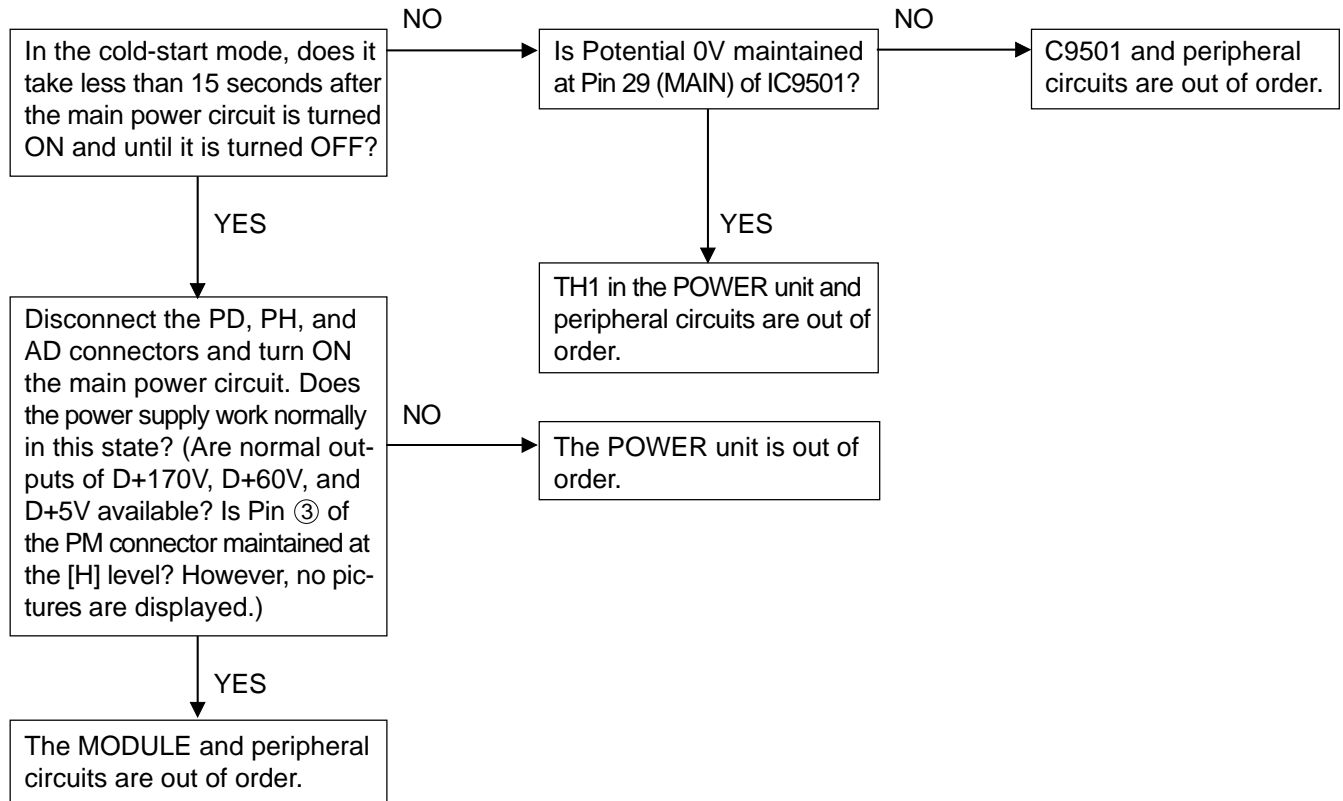 In the cold-start mode, does it
take less than 15 seconds after
the main power circuit is turned
ON and until it is turned OFF?
NO
Is Potential 0V maintained
at Pin 29 (MAIN) of IC9501?
NO
C9501 and peripheral
circuits are out of order.
YES
YES
TH1 in the POWER unit and
peripheral circuits are out of
order.
Disconnect the PD, PH, and
AD connectors and turn ON
the main power circuit. Does
the power supply work normally
in this state? (Are normal out-
puts of D+170V, D+60V, and
D+5V available? Is Pin ③ of
the PM connector maintained at
the [H] level? However, no pic-
tures are displayed.)
NO
The POWER unit is out of
order.
YES
The MODULE and peripheral
circuits are out of order.